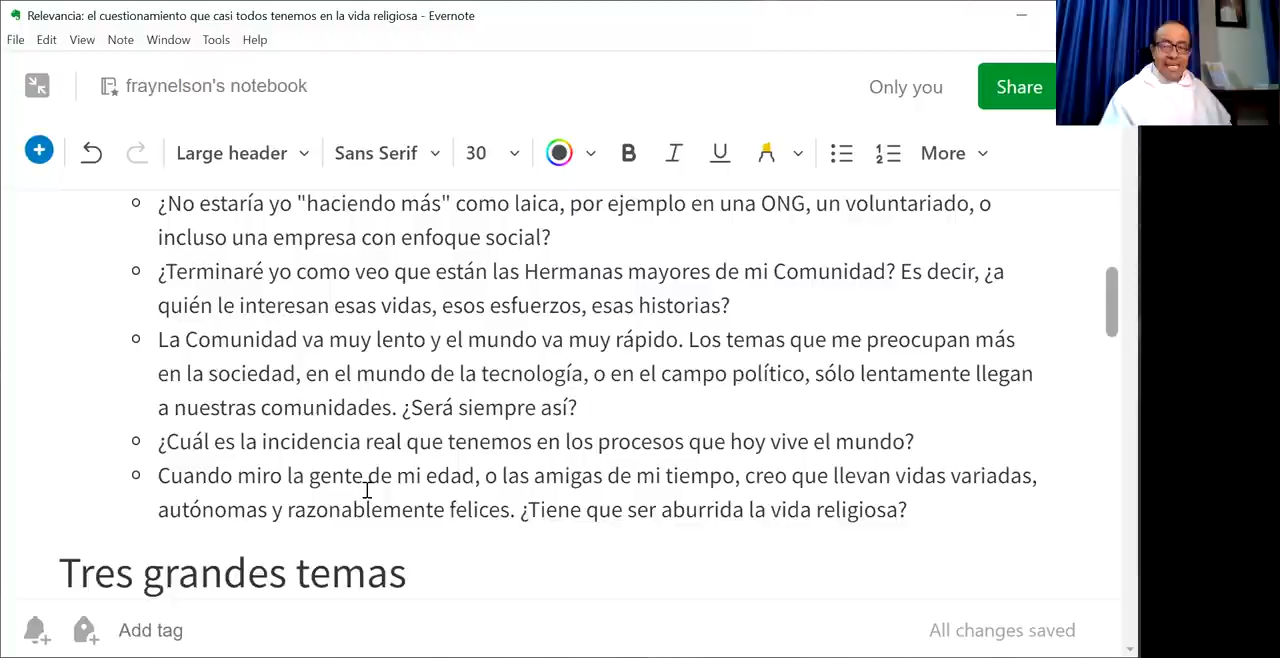 Relevancia: el cuestionamiento que casi todos tenemos en la vida religiosa - Evernote
File Edit View Note Window Tools Help
fraynelson's notebook
Only you
Share
Large header
Sans Serif
30
B I U
More
¿No estaría yo "haciendo más" como laica, por ejemplo en una ONG, un voluntariado, o
incluso una empresa con enfoque social?
¿Terminaré yo como veo que están las Hermanas mayores de mi Comunidad? Es decir, ¿a
quién le interesan esas vidas, esos esfuerzos, esas historias?
La Comunidad va muy lento y el mundo va muy rápido. Los temas que me preocupan más
en la sociedad, en el mundo de la tecnología, o en el campo político, sólo lentamente llegan
a nuestras comunidades. ¿Será siempre así?
¿Cuál es la incidencia real que tenemos en los procesos que hoy vive el mundo?
Cuando miro la gente de mi edad, o las amigas de mi tiempo, creo que llevan vidas variadas,
autónomas y razonablemente felices. ¿Tiene que ser aburrida la vida religiosa?
Tres grandes temas
Add tag
All changes saved